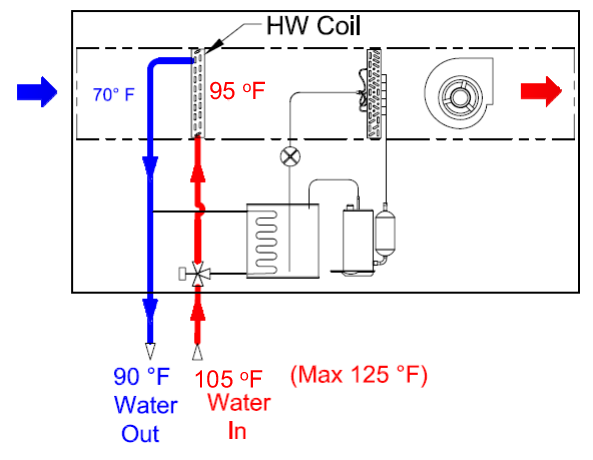 HW Coil
70° F
95 °F
90 °F
Water
Out
105 °F
Water
In
(Max 125 °F)